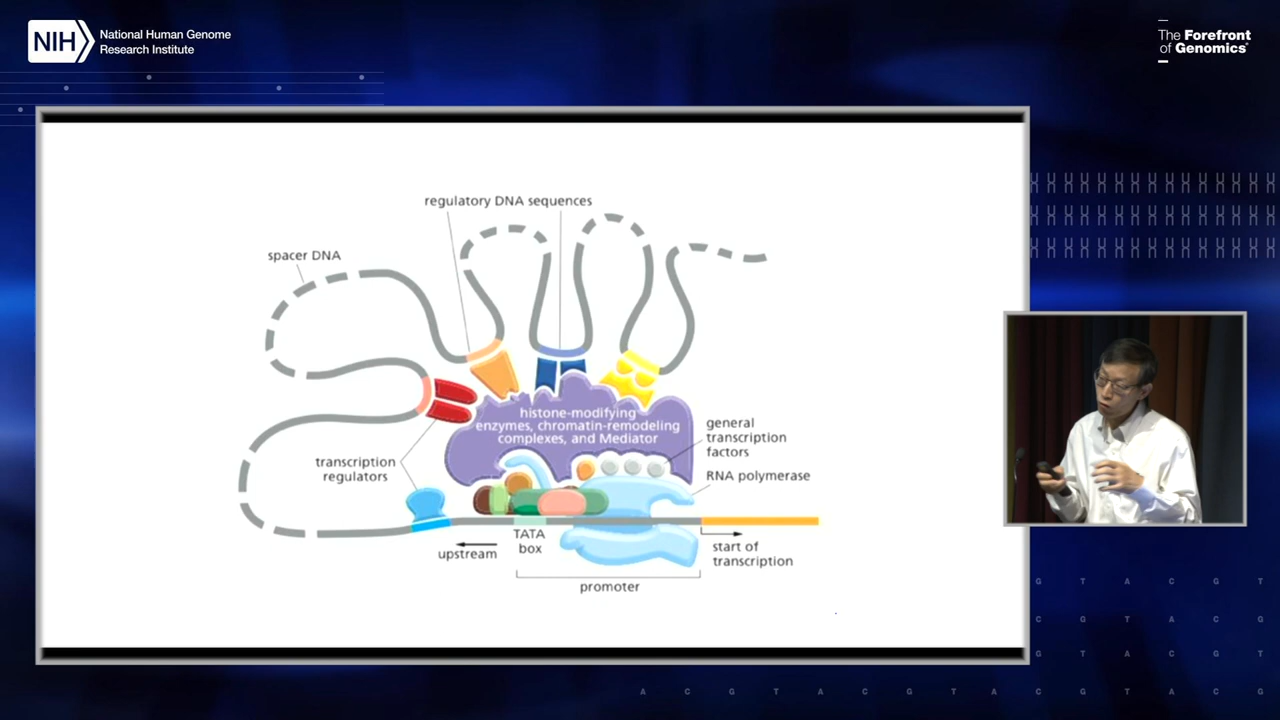 NIH
National Human Genome
Research Institute
The Forefront
of Genomics®
regulatory DNA sequences
spacer DNA
histone-modifying
enzymes, chromatin-remodeling
complexes, and Mediator
general
transcription
factors
transcription
regulators
RNA polymerase
TATA
box
upstream
start of
transcription
promoter
G T A C G T
C G T A C G
G T A C G T
A C G T A C G T A C G T A C G